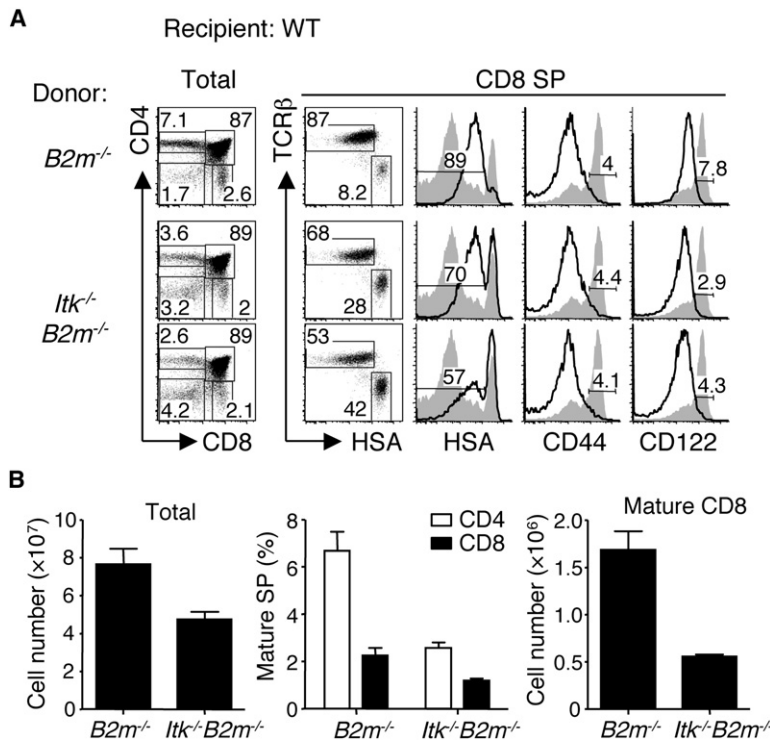 A
Recipient: WT
Total
CD8 SP
Donor:
CD4
TCRβ
B2m-/-
7.1 87
1.7 2.6
87
8.2
89
4
7.8
Itk-/-
B2m-/-
3.6 89
3.2 2
68
28
70
4.4
2.9
2.6 89
4.2 2.1
53
42
57
4.1
4.3
CD8
HSA
HSA
CD44
CD122
B
Total
Cell number (×10⁷)
10
8
6
4
2
0
B2m-/- Itk-/-B2m-/-
CD4
CD8
Mature SP (%)
8
6
4
2
0
B2m-/- Itk-/-B2m-/-
Mature CD8
Cell number (×10⁶)
2.0
1.5
1.0
0.5
0
B2m-/- Itk-/-B2m-/-